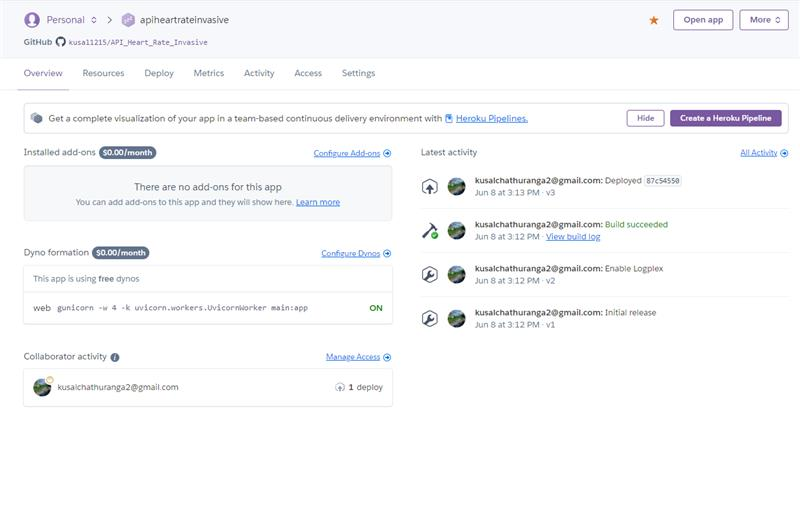 Personal > apiheartrateinvasive
Open app
More
GitHub kusal1215/API_Heart_Rate_Invasive
Overview Resources Deploy Metrics Activity Access Settings
Get a complete visualization of your app in a team-based continuous delivery environment with Heroku Pipelines.
Hide
Create a Heroku Pipeline
Installed add-ons $0.00/month
Configure Add-ons
There are no add-ons for this app
You can add add-ons to this app and they will show here. Learn more
Dyno formation $0.00/month
Configure Dynos
This app is using free dynos
web gunicorn -w 4 -k uvicorn.workers.UvicornWorker main:app ON
Collaborator activity
Manage Access
kusalchathuranga2@gmail.com 1 deploy
Latest activity
All Activity
kusalchathuranga2@gmail.com: Deployed 87c54550
Jun 8 at 3:13 PM · v3
kusalchathuranga2@gmail.com: Build succeeded
Jun 8 at 3:12 PM · View build log
kusalchathuranga2@gmail.com: Enable Logplex
Jun 8 at 3:12 PM · v2
kusalchathuranga2@gmail.com: Initial release
Jun 8 at 3:12 PM · v1